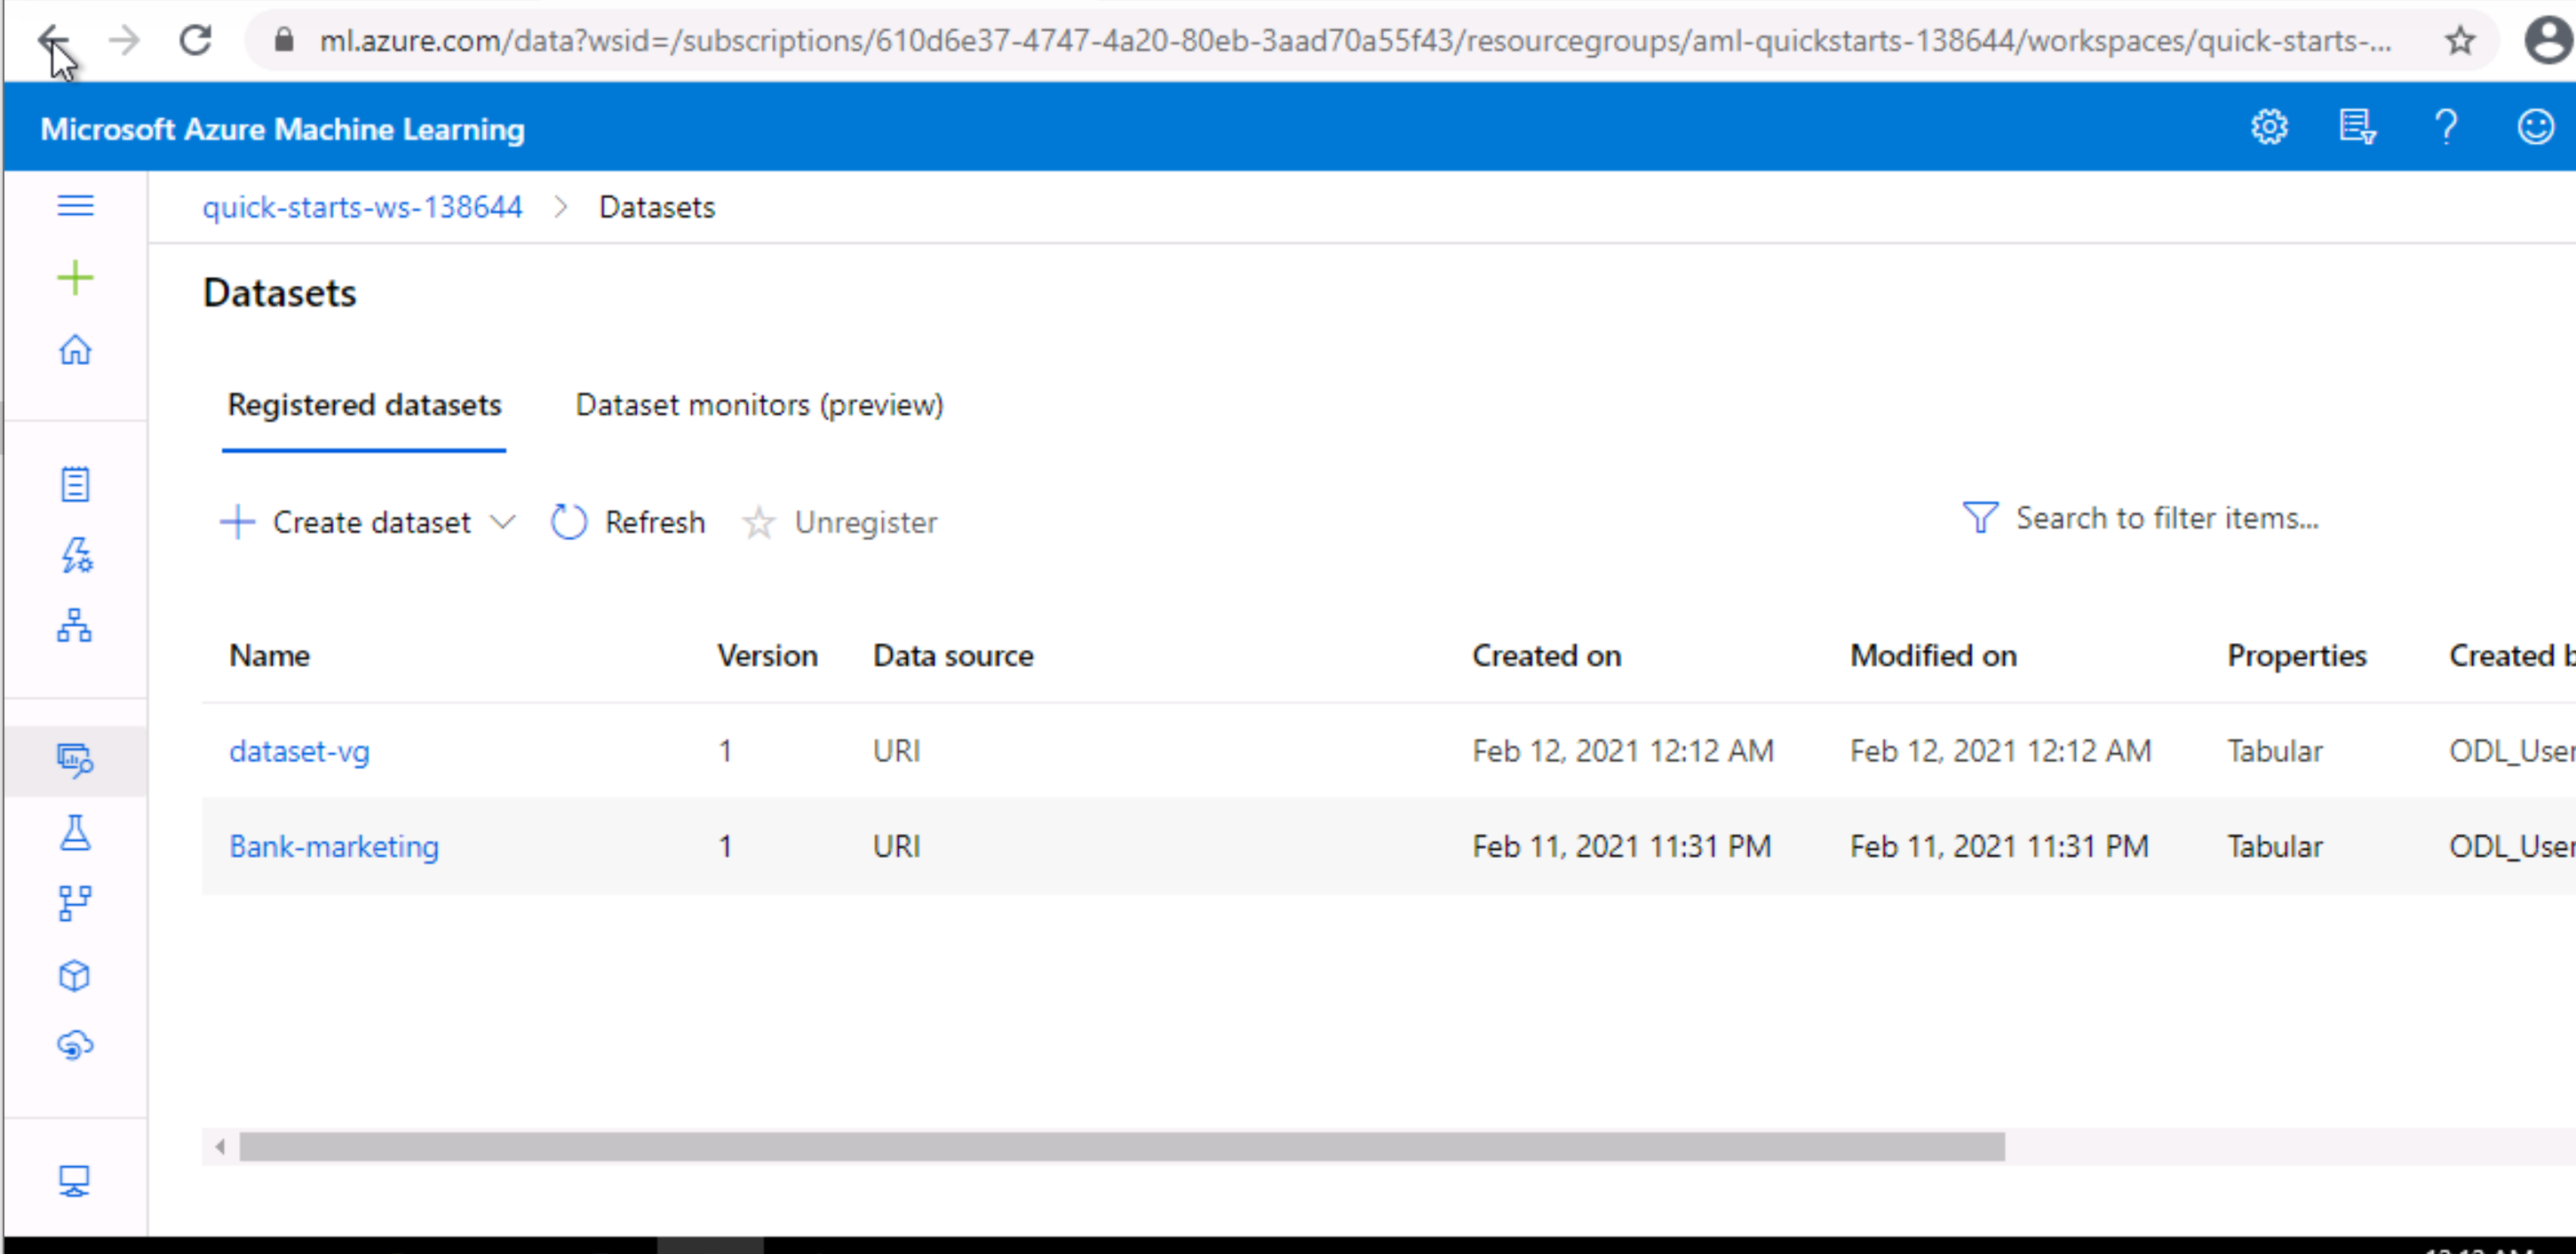 ml.azure.com/data?wsid=/subscriptions/610d6e37-4747-4a20-80eb-3aad70a55f43/resourcegroups/aml-quickstarts-138644/workspaces/quick-starts-...
Microsoft Azure Machine Learning
quick-starts-ws-138644 > Datasets
Datasets
Registered datasets Dataset monitors (preview)
Create dataset Refresh Unregister Search to filter items...
Name Version Data source Created on Modified on Properties Created
dataset-vg 1 URI Feb 12, 2021 12:12 AM Feb 12, 2021 12:12 AM Tabular ODL_User
Bank-marketing 1 URI Feb 11, 2021 11:31 PM Feb 11, 2021 11:31 PM Tabular ODL_User